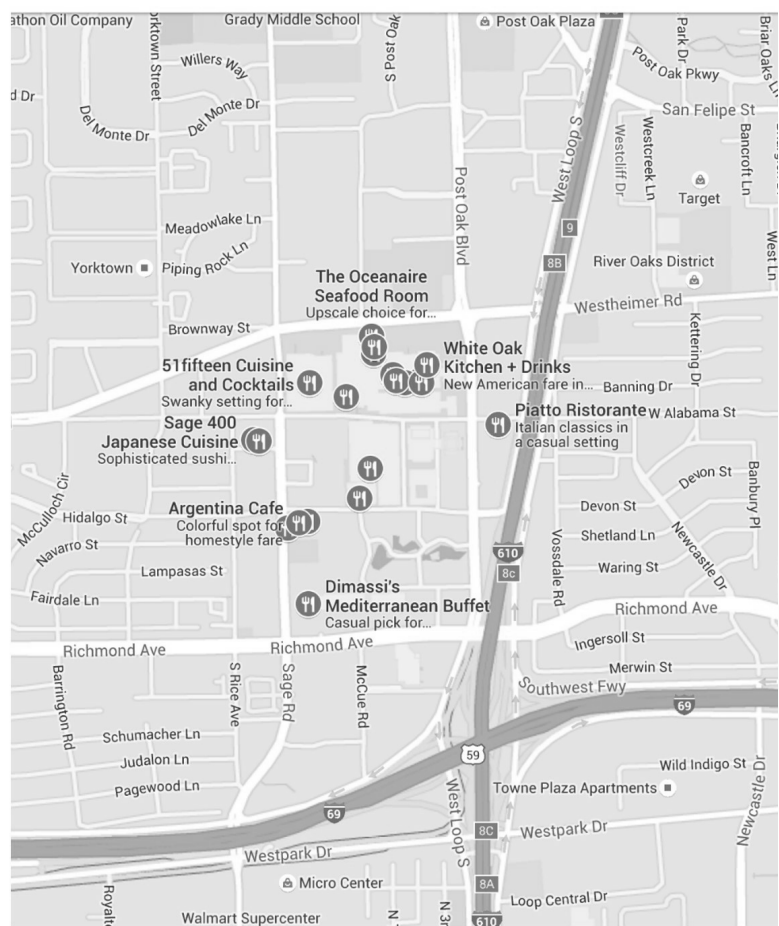 athon Oil Company
Grady Middle School
Post Oak Plaza
Yorktown Street
S Post Oak
Park Dr
Briar Oaks Ln
Willers Way
Post Oak Pkwy
d Dr
Del Monte Dr
Del Monte Dr
West Loop S
San Felipe St
Westcliff Dr
Westcreek Ln
Bancroft Ln
Post Oak Blvd
Target
Meadowlake Ln
9
West Ln
Yorktown
Piping Rock Ln
8B
River Oaks District
The Oceanaire
Seafood Room
Upscale choice for...
Westheimer Rd
Brownway St
Kettering Dr
51fifteen Cuisine
and Cocktails
Swanky setting for...
White Oak
Kitchen + Drinks
New American fare in...
Banning Dr
Sage 400
Japanese Cuisine
Sophisticated sushi...
Piatto Ristorante
Italian classics in
a casual setting
W Alabama St
McCulloch Cir
Devon St
Banbury Pl
Argentina Cafe
Colorful spot for
homestyle fare
Hidalgo St
Devon St
Navarro St
Shetland Ln
Newcastle Dr
610
Vossdale Rd
Lampasas St
8c
Waring St
Fairdale Ln
Dimassi's
Mediterranean Buffet
Casual pick for...
Richmond Ave
Richmond Ave
Richmond Ave
Ingersoll St
Barrington Rd
S Rice Ave
Sage Rd
McCue Rd
Merwin St
Southwest Fwy
69
Schumacher Ln
59
Judalon Ln
Wild Indigo St
Pagewood Ln
Towne Plaza Apartments
69
West Loop S
Newcastle Dr
8C
Westpark Dr
Westpark Dr
Micro Center
8A
Loop Central Dr
Royalto
Walmart Supercenter
N 3r
610